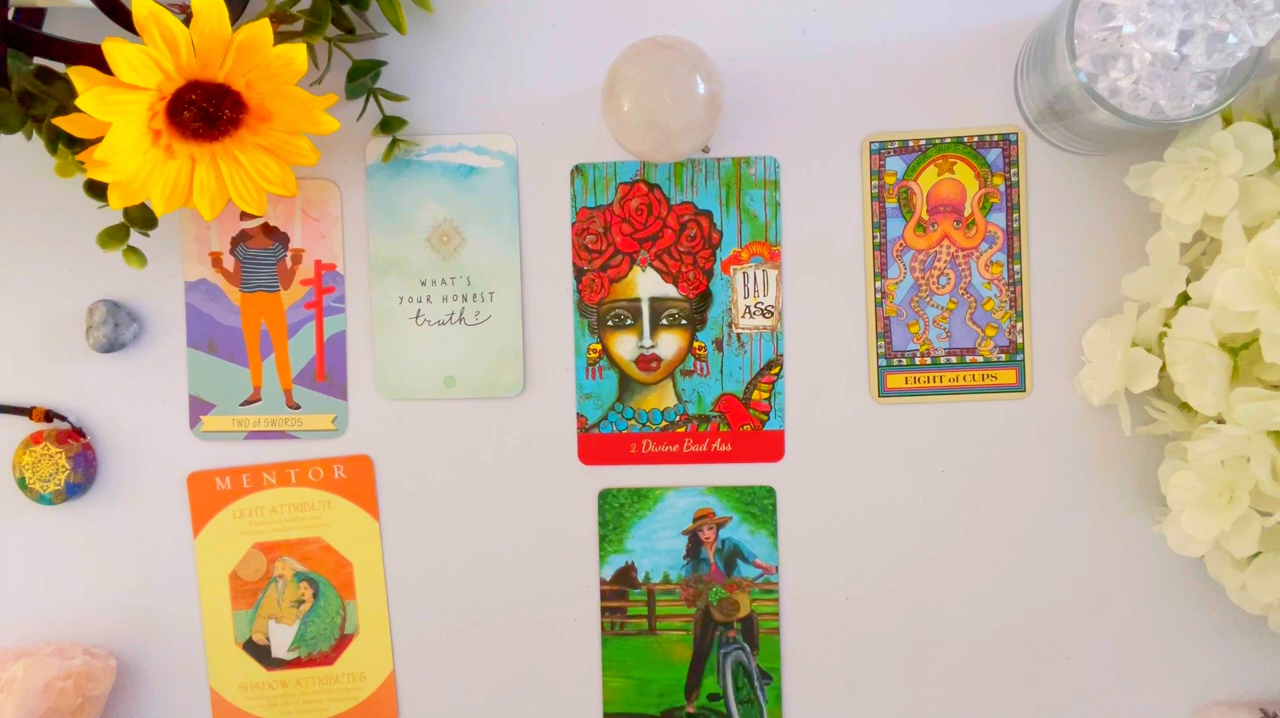 TWO of SWORDS
WHAT'S
YOUR HONEST
truth?
BAD
ASS
2 Divine Bad Ass
EIGHT of CUPS
MENTOR
LIGHT ATTRIBUTE
SHADOW ATTRIBUTES